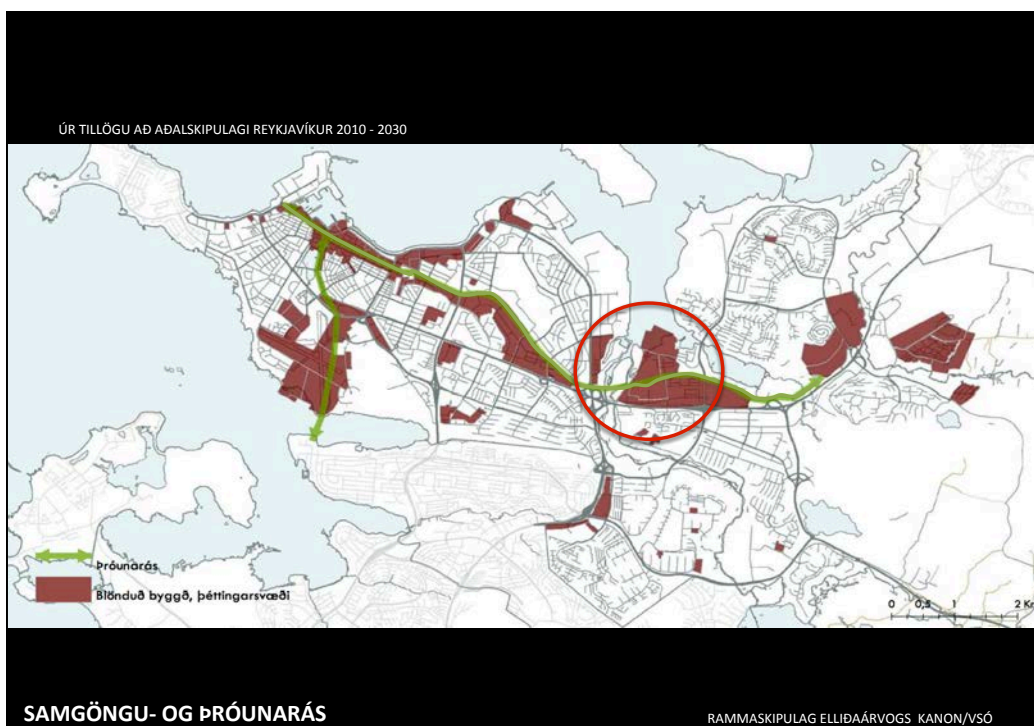 ÚR TILLÖGU AÐ AÐALSKIPULAGI REYKJAVÍKUR 2010 - 2030
Þróunarás
Blönduð byggð, þéttingarsvæði
0 0,5 1 2 Kr
SAMGÖNGU- OG ÞRÓUNARÁS
RAMMASKIPULAG ELLIÐAÁRVOGS KANON/VSÓ